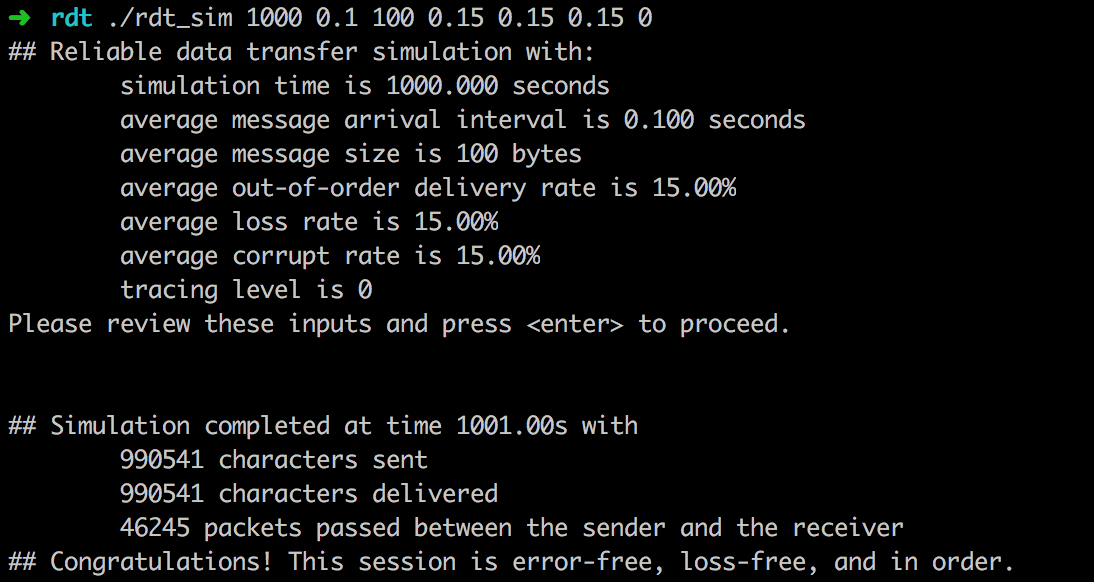 ➜ rdt ./rdt_sim 1000 0.1 100 0.15 0.15 0.15 0
## Reliable data transfer simulation with:
simulation time is 1000.000 seconds
average message arrival interval is 0.100 seconds
average message size is 100 bytes
average out-of-order delivery rate is 15.00%
average loss rate is 15.00%
average corrupt rate is 15.00%
tracing level is 0
Please review these inputs and press <enter> to proceed.
## Simulation completed at time 1001.00s with
990541 characters sent
990541 characters delivered
46245 packets passed between the sender and the receiver
## Congratulations! This session is error-free, loss-free, and in order.